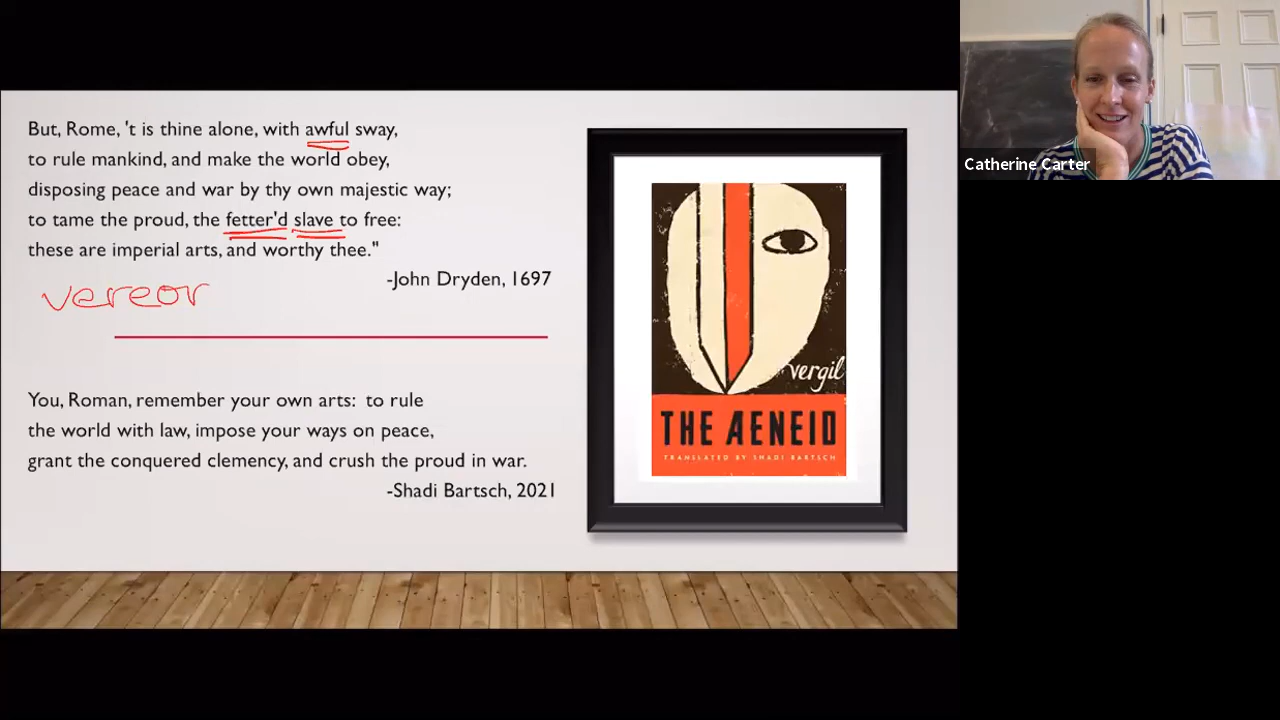 But, Rome, 't is thine alone, with awful sway,
to rule mankind, and make the world obey,
disposing peace and war by thy own majestic way;
to tame the proud, the fetter'd slave to free:
these are imperial arts, and worthy thee."
-John Dryden, 1697
vereor
You, Roman, remember your own arts:  to rule
the world with law, impose your ways on peace,
grant the conquered clemency, and crush the proud in war.
-Shadi Bartsch, 2021
vergil
THE AENEID
TRANSLATED BY SHADI BARTSCH
Catherine Carter